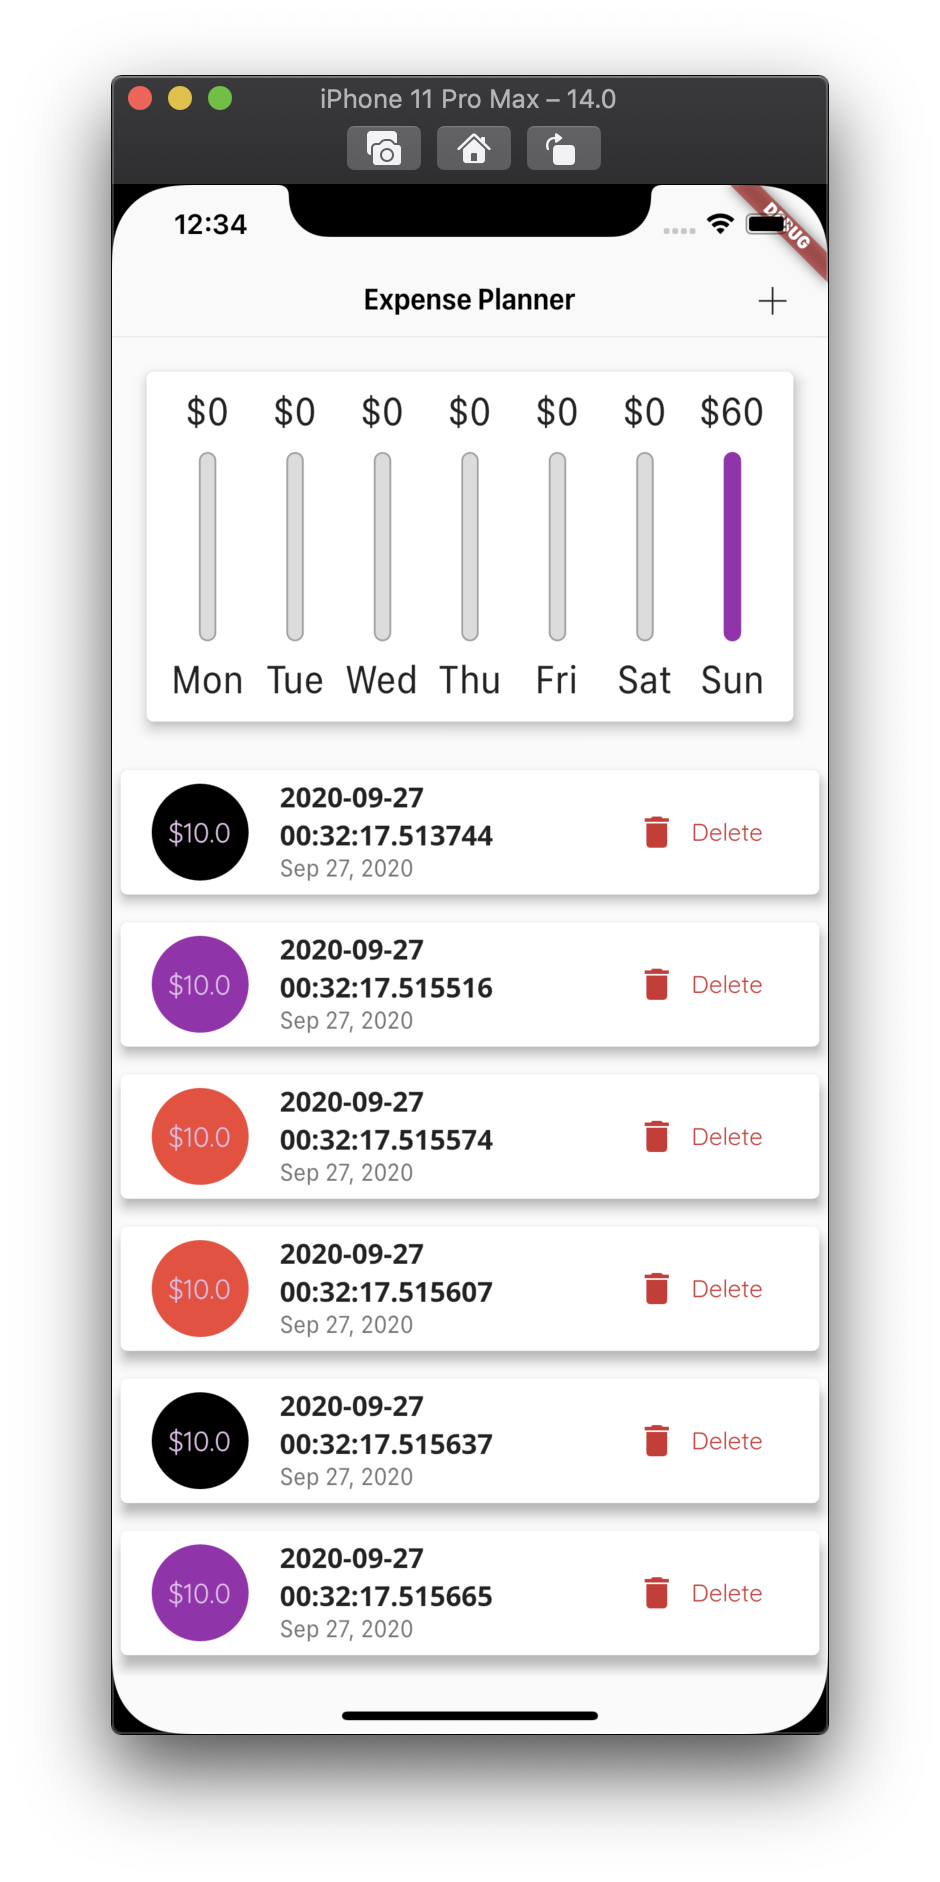 iPhone 11 Pro Max – 14.0
12:34
DEBUG
Expense Planner
$0 $0 $0 $0 $0 $0 $60
Mon Tue Wed Thu Fri Sat Sun
$10.0
2020-09-27
00:32:17.513744
Sep 27, 2020
Delete
$10.0
2020-09-27
00:32:17.515516
Sep 27, 2020
Delete
$10.0
2020-09-27
00:32:17.515574
Sep 27, 2020
Delete
$10.0
2020-09-27
00:32:17.515607
Sep 27, 2020
Delete
$10.0
2020-09-27
00:32:17.515637
Sep 27, 2020
Delete
$10.0
2020-09-27
00:32:17.515665
Sep 27, 2020
Delete